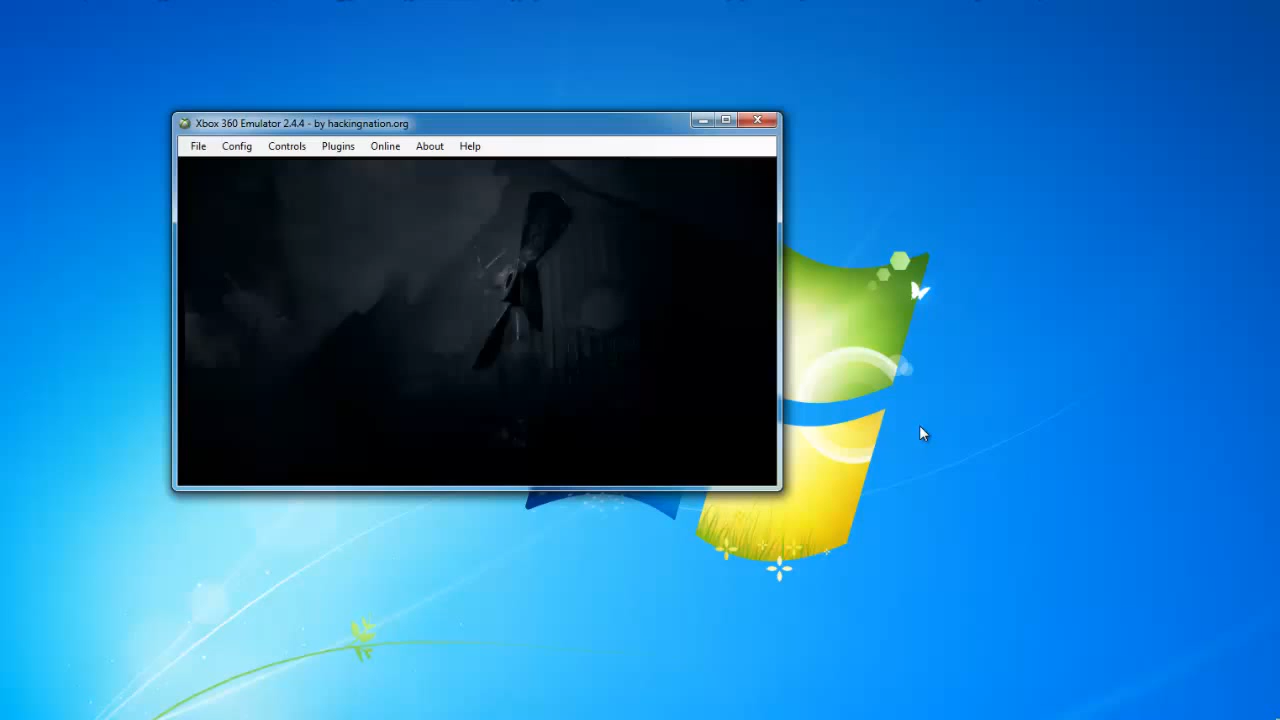 Xbox 360 Emulator 2.4.4 - by hackingnation.org
File Config Controls Plugins Online About Help